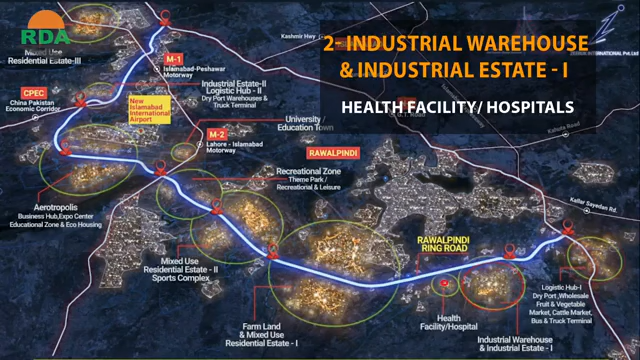 RDA
2- INDUSTRIAL WAREHOUSE
& INDUSTRIAL ESTATE - I
HEALTH FACILITY/ HOSPITALS
Kashmir Hwy
Mixed Use
Residential Estate-III
M-1
Islamabad-Peshawar
Motorway
CPEC
China Pakistan
Economic Corridor
New
Islamabad
International
Airport
Industrial Estate-II
Logistic Hub - II
Dry Port Warehouses &
Truck Terminal
University /
Education Town
M-2
Lahore - Islamabad
Motorway
RAWALPINDI
Kahuta Road
Recreational Zone
Theme Park /
Recreational & Leisure
Kallar Sayedan Rd.
Aerotropolis
Business Hub,Expo Center
Educational Zone & Eco Housing
RAWALPINDI
RING ROAD
Mixed Use
Residential Estate - II
Sports Complex
Logistic Hub-I
Dry Port ,Wholesale
Fruit & Vegetable
Market, Cattle Market,
Bus & Truck Terminal
Farm Land
& Mixed Use
Residential Estate - I
Health
Facility/Hospital
Industrial Warehouse
& Industrial Estate - I